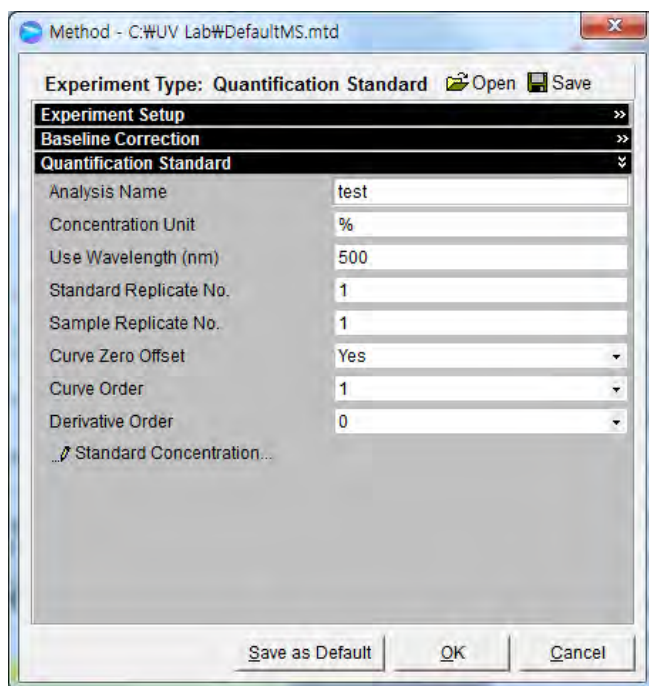 Method - C:₩UV Lab₩DefaultMS.mtd
Experiment Type: Quantification Standard Open Save
Experiment Setup »
Baseline Correction »
Quantification Standard
Analysis Name test
Concentration Unit %
Use Wavelength (nm) 500
Standard Replicate No. 1
Sample Replicate No. 1
Curve Zero Offset Yes
Curve Order 1
Derivative Order 0
Standard Concentration...
Save as Default OK Cancel